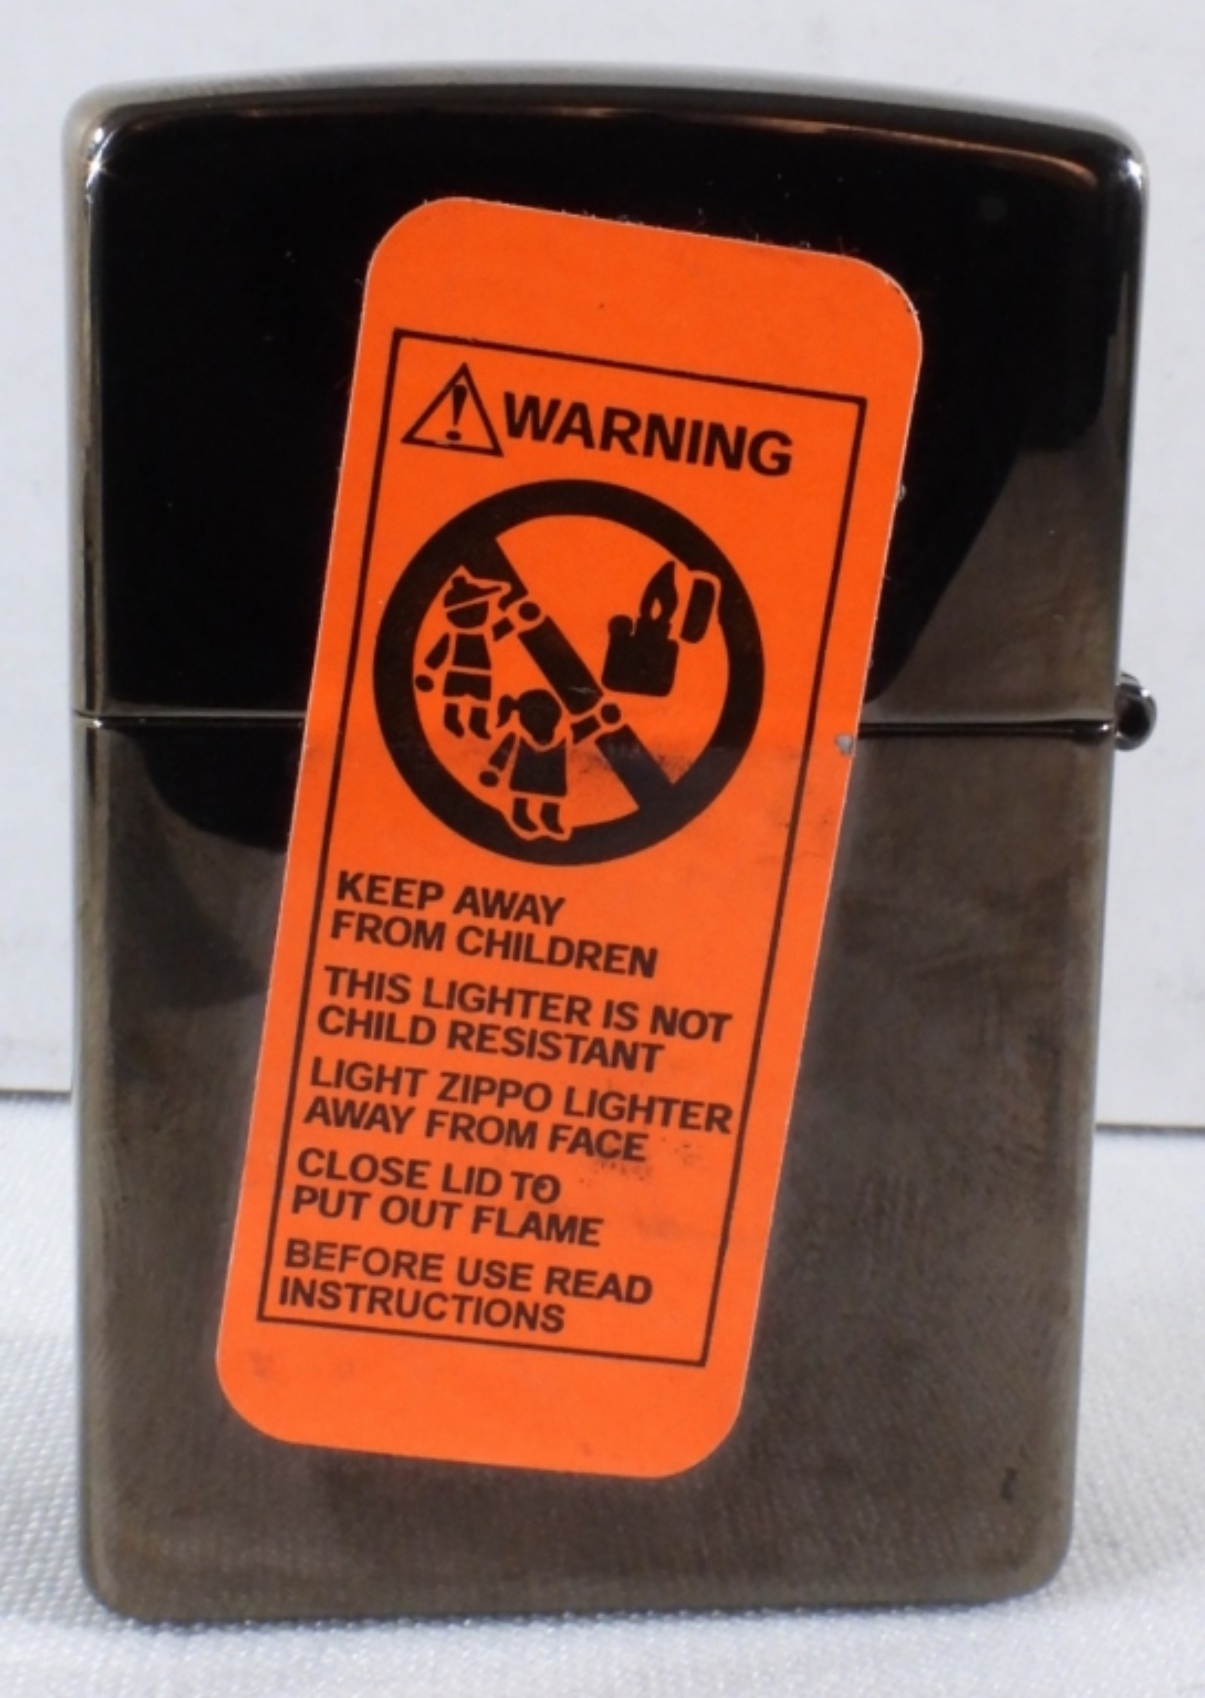 WARNING
KEEP AWAY
FROM CHILDREN
THIS LIGHTER IS NOT
CHILD RESISTANT
LIGHT ZIPPO LIGHTER
AWAY FROM FACE
CLOSE LID TO
PUT OUT FLAME
BEFORE USE READ
INSTRUCTIONS